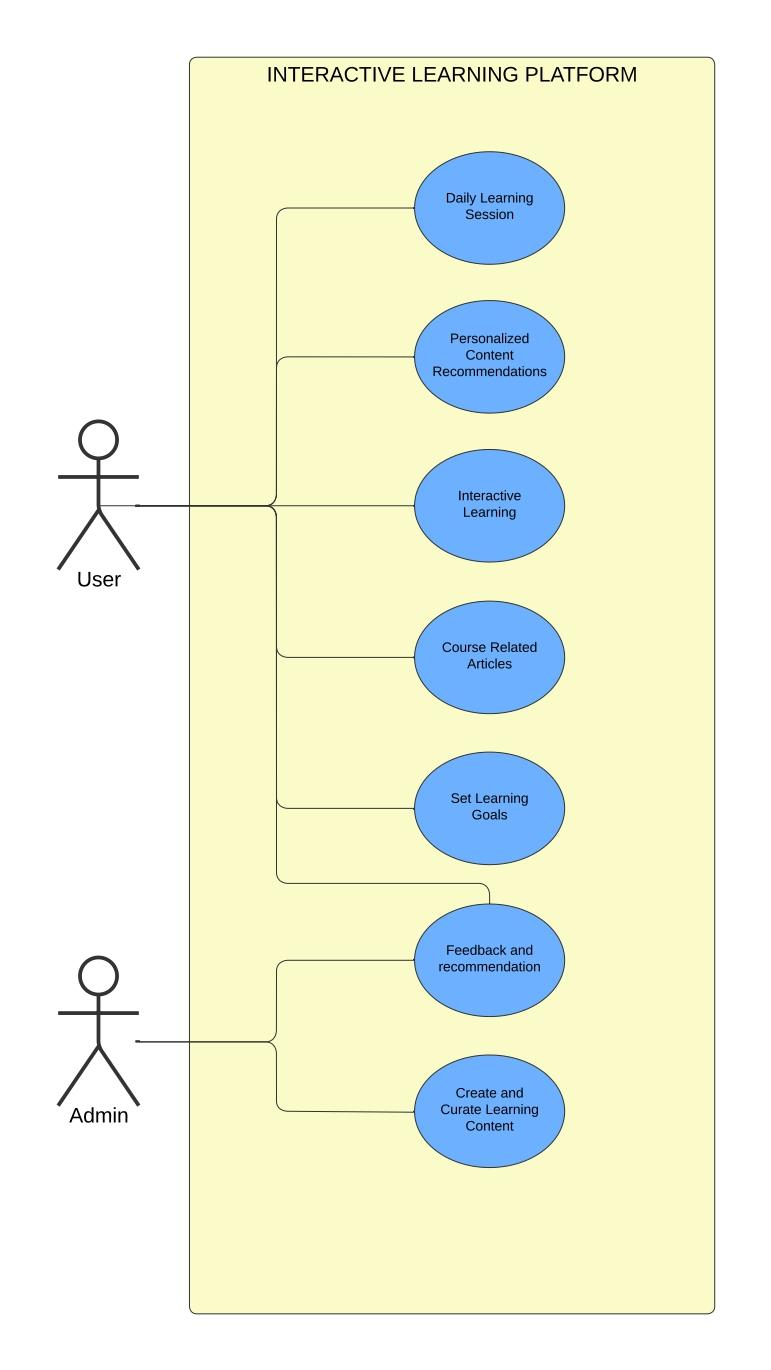 INTERACTIVE LEARNING PLATFORM
Daily Learning
Session
Personalized
Content
Recommendations
Interactive
Learning
User
Course Related
Articles
Set Learning
Goals
Feedback and
recommendation
Admin
Create and
Curate Learning
Content